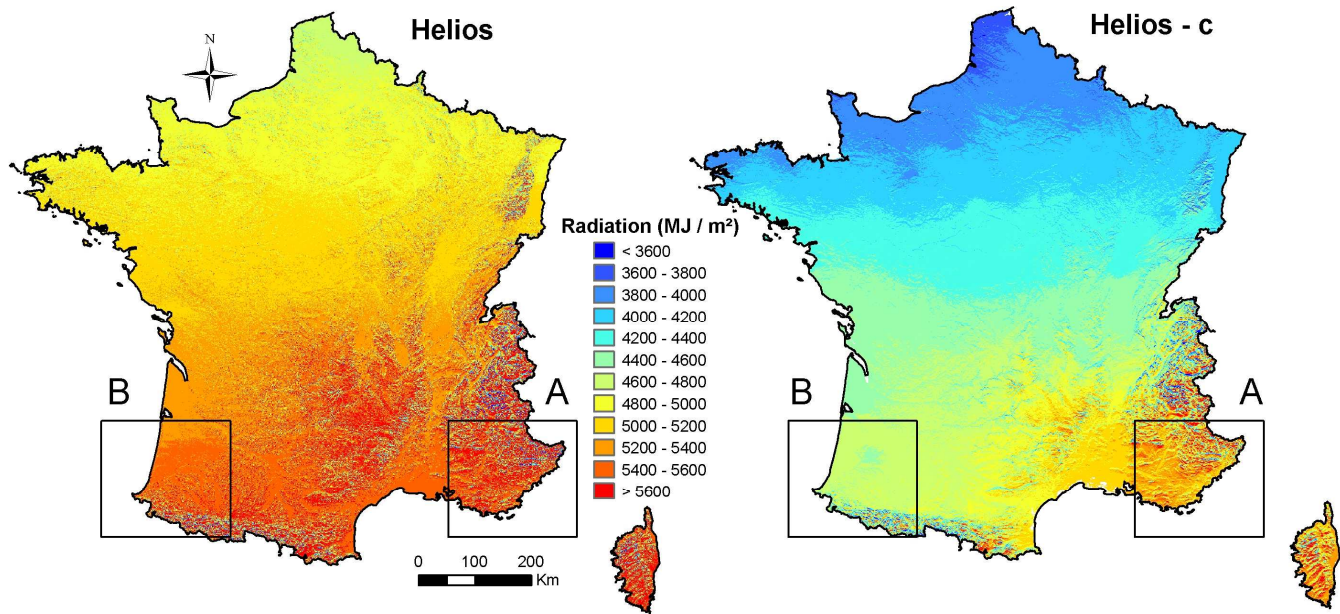 Helios
Helios - c
N
Radiation (MJ / m²)
< 3600
3600 - 3800
3800 - 4000
4000 - 4200
4200 - 4400
4400 - 4600
4600 - 4800
4800 - 5000
5000 - 5200
5200 - 5400
5400 - 5600
> 5600
B
A
B
A
0 100 200
Km